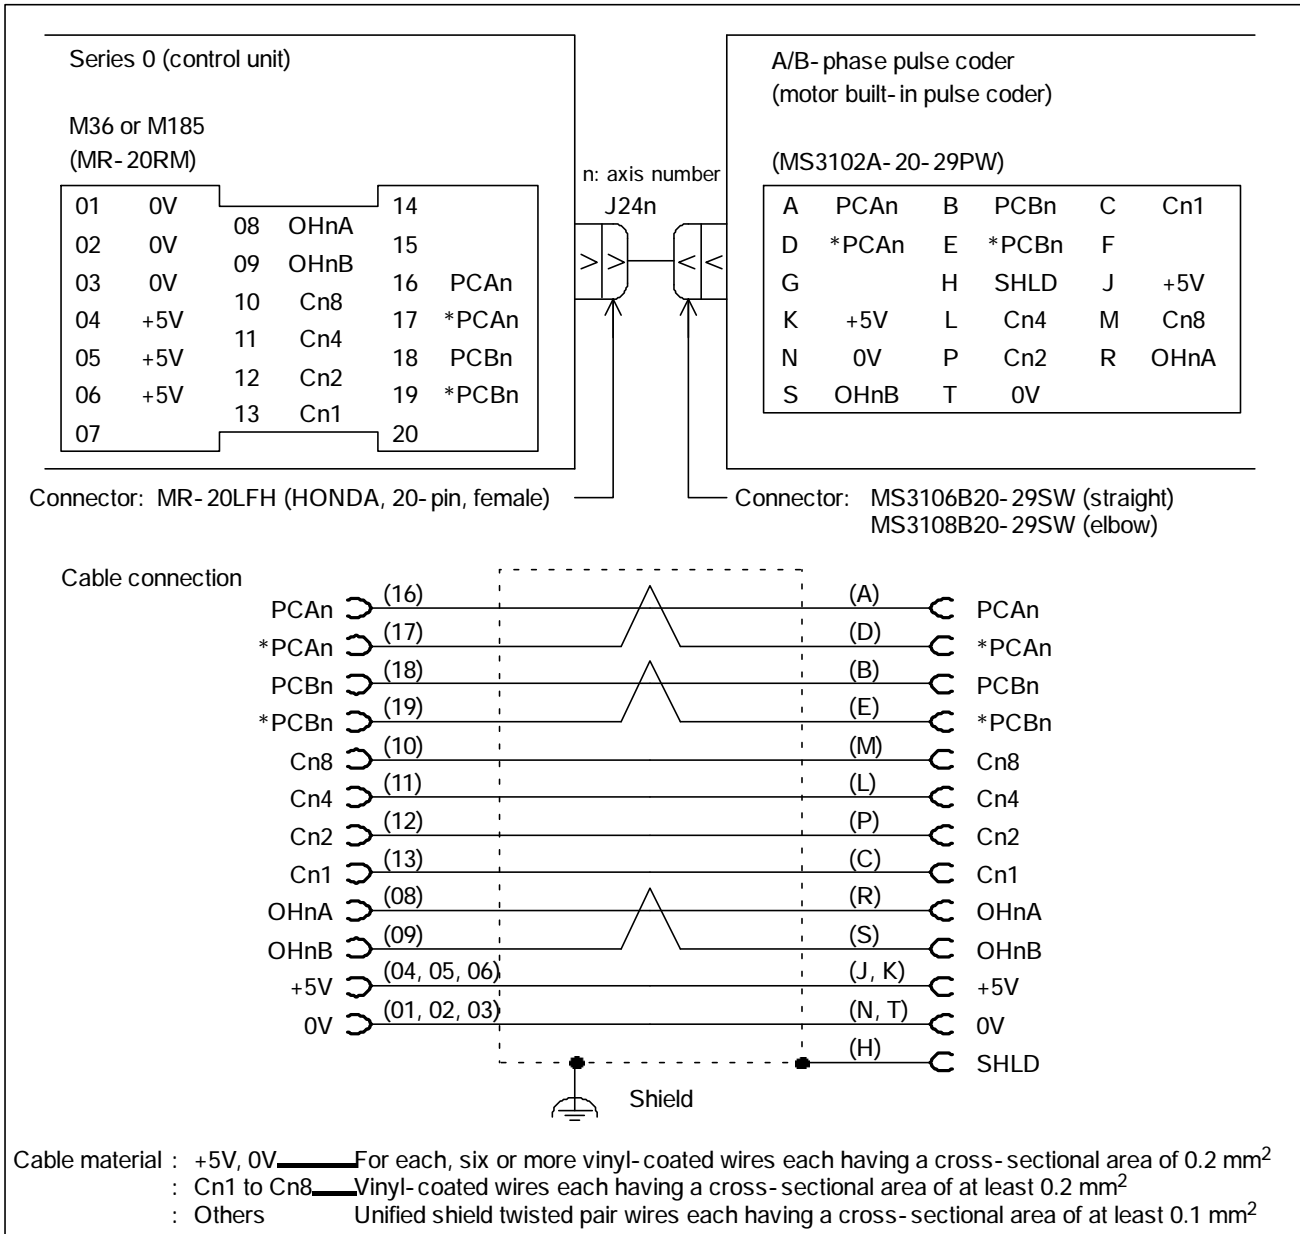 Series 0 (control unit)
M36 or M185
(MR-20RM)
01 0V
02 0V
03 0V
04 +5V
05 +5V
06 +5V
07
08 OHnA
09 OHnB
10 Cn8
11 Cn4
12 Cn2
13 Cn1
14
15
16 PCAn
17 *PCAn
18 PCBn
19 *PCBn
20
n: axis number
J24n
A/B-phase pulse coder
(motor built-in pulse coder)
(MS3102A-20-29PW)
A PCAn B PCBn C Cn1
D *PCAn E *PCBn F
G H SHLD J +5V
K +5V L Cn4 M Cn8
N 0V P Cn2 R OHnA
S OHnB T 0V
Connector: MR-20LFH (HONDA, 20-pin, female)
Connector: MS3106B20-29SW (straight)
MS3108B20-29SW (elbow)
Cable connection
PCAn (16) (A) PCAn
*PCAn (17) (D) *PCAn
PCBn (18) (B) PCBn
*PCBn (19) (E) *PCBn
Cn8 (10) (M) Cn8
Cn4 (11) (L) Cn4
Cn2 (12) (P) Cn2
Cn1 (13) (C) Cn1
OHnA (08) (R) OHnA
OHnB (09) (S) OHnB
+5V (04, 05, 06) (J, K) +5V
0V (01, 02, 03) (N, T) 0V
(H) SHLD
Shield
Cable material : +5V, 0V For each, six or more vinyl-coated wires each having a cross-sectional area of 0.2 mm²
: Cn1 to Cn8 Vinyl-coated wires each having a cross-sectional area of at least 0.2 mm²
: Others Unified shield twisted pair wires each having a cross-sectional area of at least 0.1 mm²